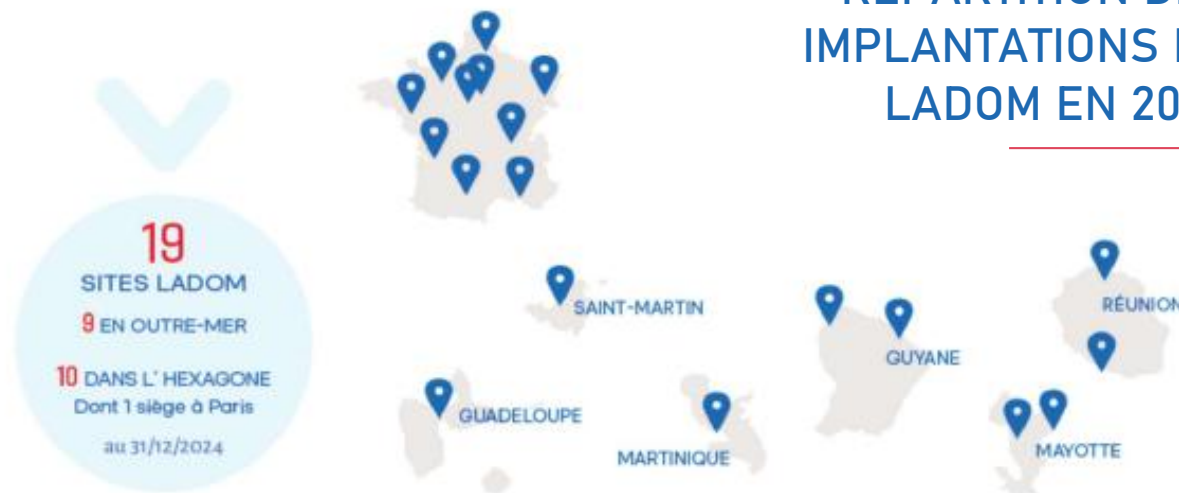 IMPLANTATIONS
LADOM EN 20
19
SITES LADOM
9 EN OUTRE-MER
10 DANS L' HEXAGONE
Dont 1 siège à Paris
au 31/12/2024
SAINT-MARTIN
GUADELOUPE
MARTINIQUE
GUYANE
RÉUNION
MAYOTTE